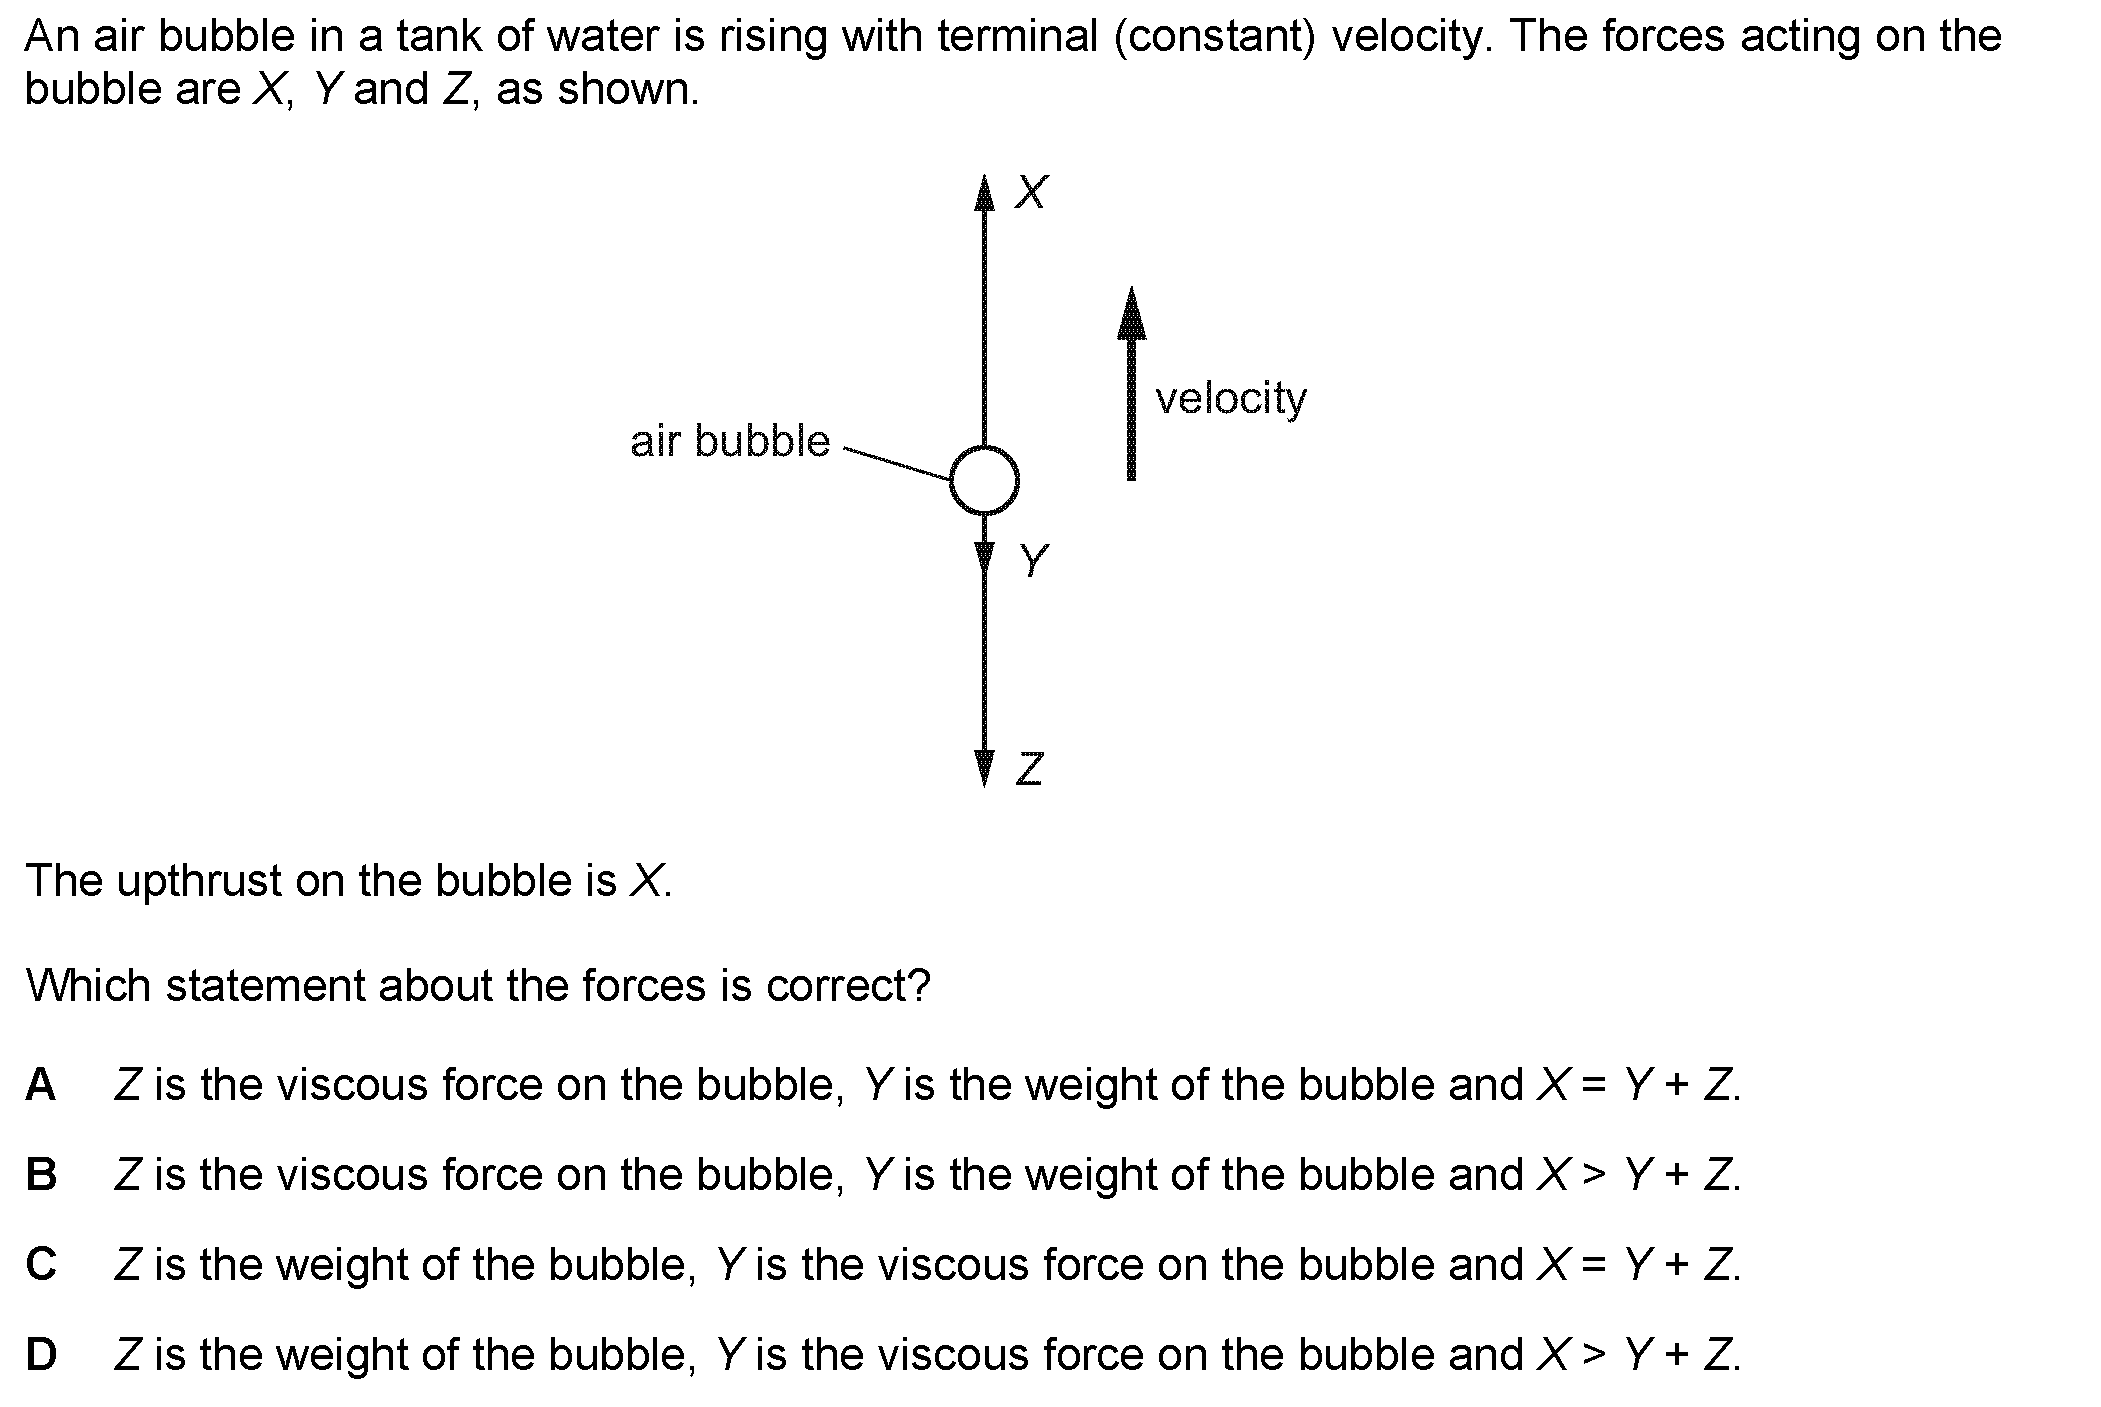 An air bubble in a tank of water is rising with terminal (constant) velocity. The forces acting on the
bubble are X, Y and Z, as shown.
X
velocity
air bubble
Y
Z
The upthrust on the bubble is X.
Which statement about the forces is correct?
A Z is the viscous force on the bubble, Y is the weight of the bubble and X = Y + Z.
B Z is the viscous force on the bubble, Y is the weight of the bubble and X > Y + Z.
C Z is the weight of the bubble, Y is the viscous force on the bubble and X = Y + Z.
D Z is the weight of the bubble, Y is the viscous force on the bubble and X > Y + Z.